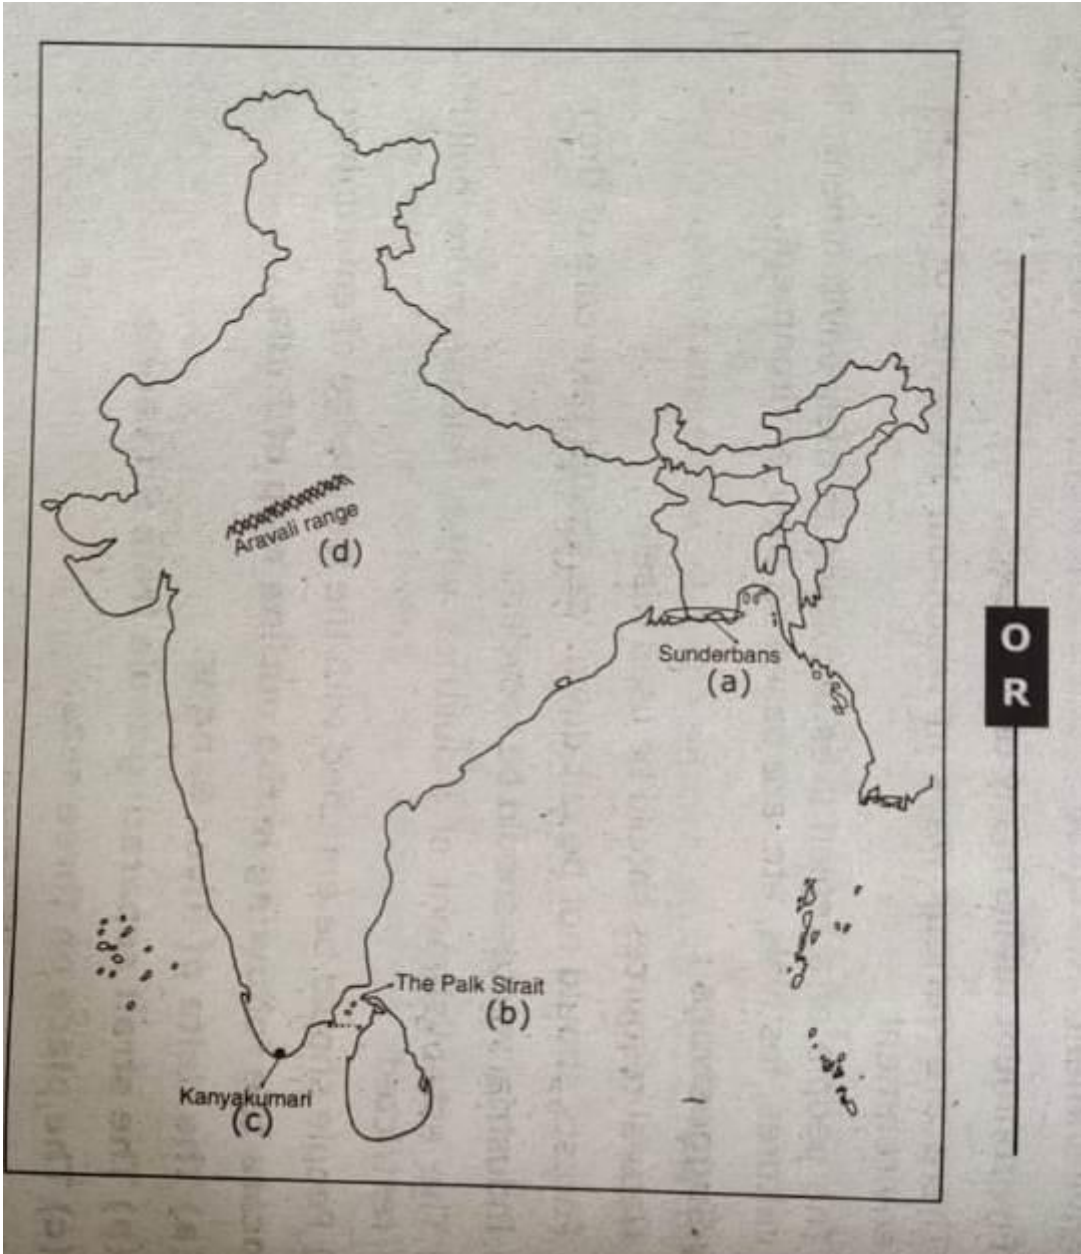 Aravali range
(d)
O
R
Sunderbans
(a)
The Palk Strait
(b)
Kanyakumari
(c)